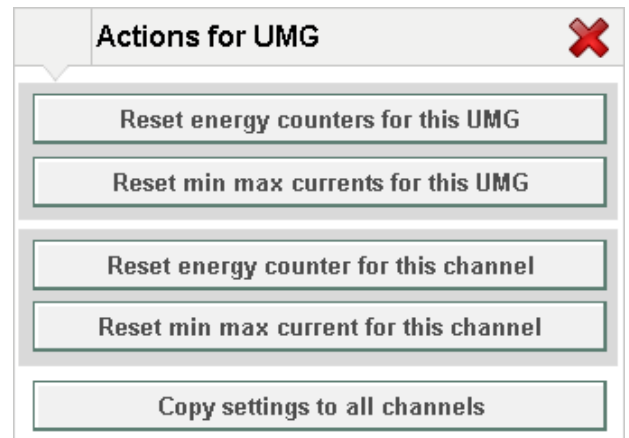 Actions for UMG
Reset energy counters for this UMG
Reset min max currents for this UMG
Reset energy counter for this channel
Reset min max current for this channel
Copy settings to all channels